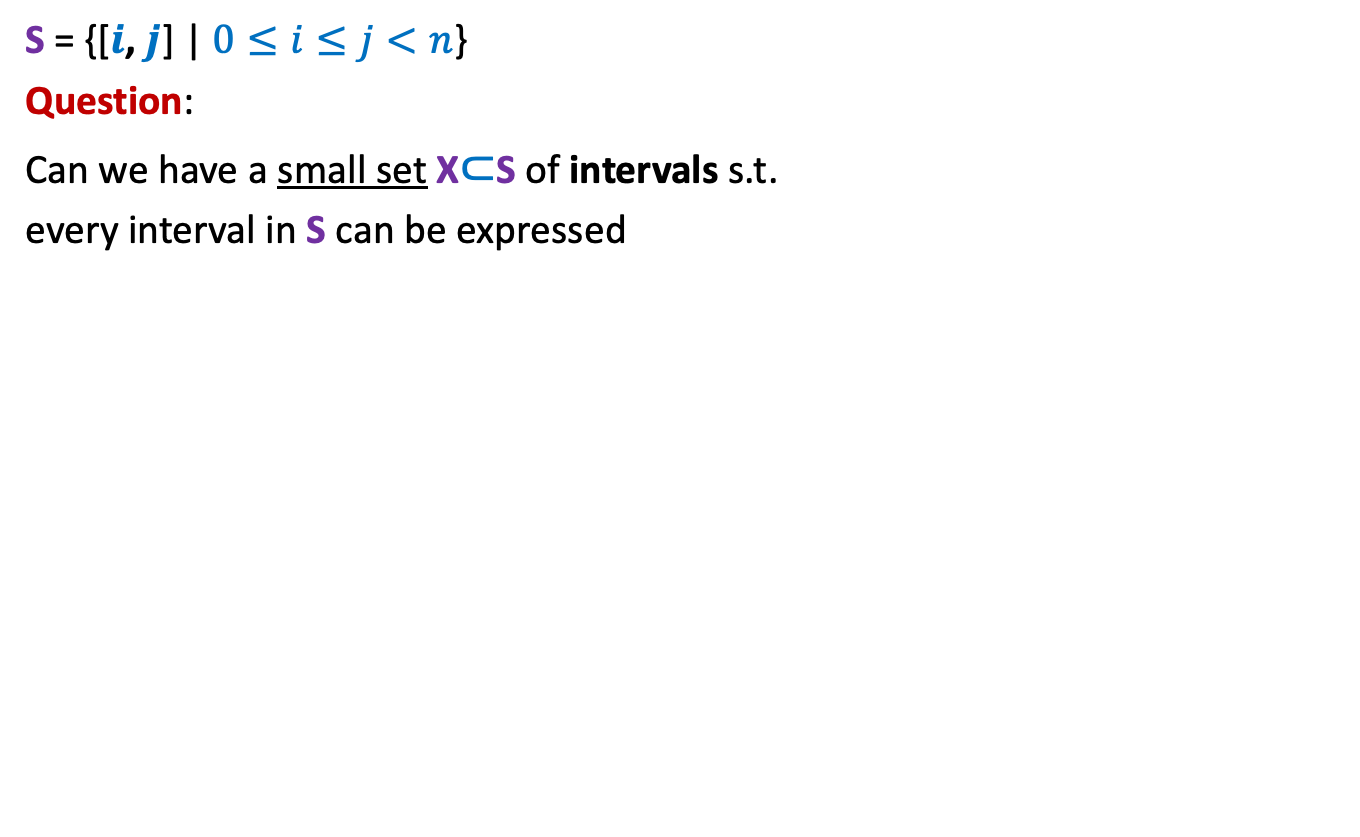 S = {[i, j] | 0 ≤ i ≤ j < n}
Question:
Can we have a small set X⊂S of intervals s.t.
every interval in S can be expressed